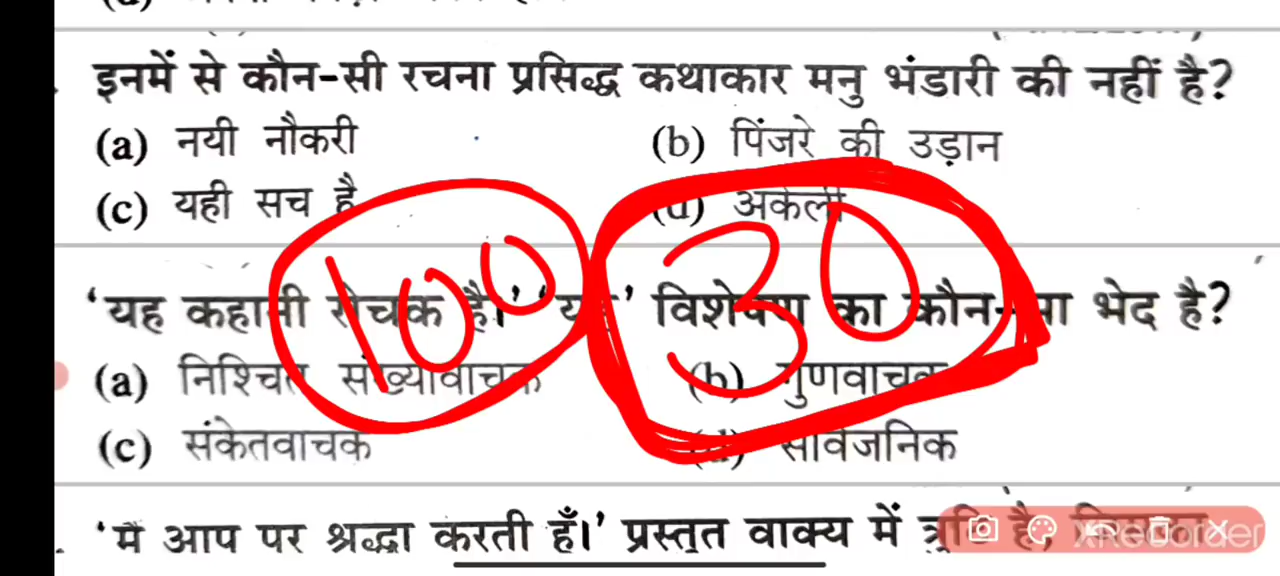 इनमें से कौन-सी रचना प्रसिद्ध कथाकार मनु भंडारी की नहीं है?
(a) नयी नौकरी (b) पिंजरे की उड़ान
(c) यही सच है (d) अकेली
100 30
‘यह कहानी रोचक है।’ ‘यह’ विशेषण का कौन-सा भेद है?
(a) निश्चित संख्यावाचक (b) गुणवाचक
(c) संकेतवाचक (d) सार्वजनिक
‘मैं आप पर श्रद्धा करती हूँ।’ प्रस्तुत वाक्य में त्रुटि है,
XRecorder